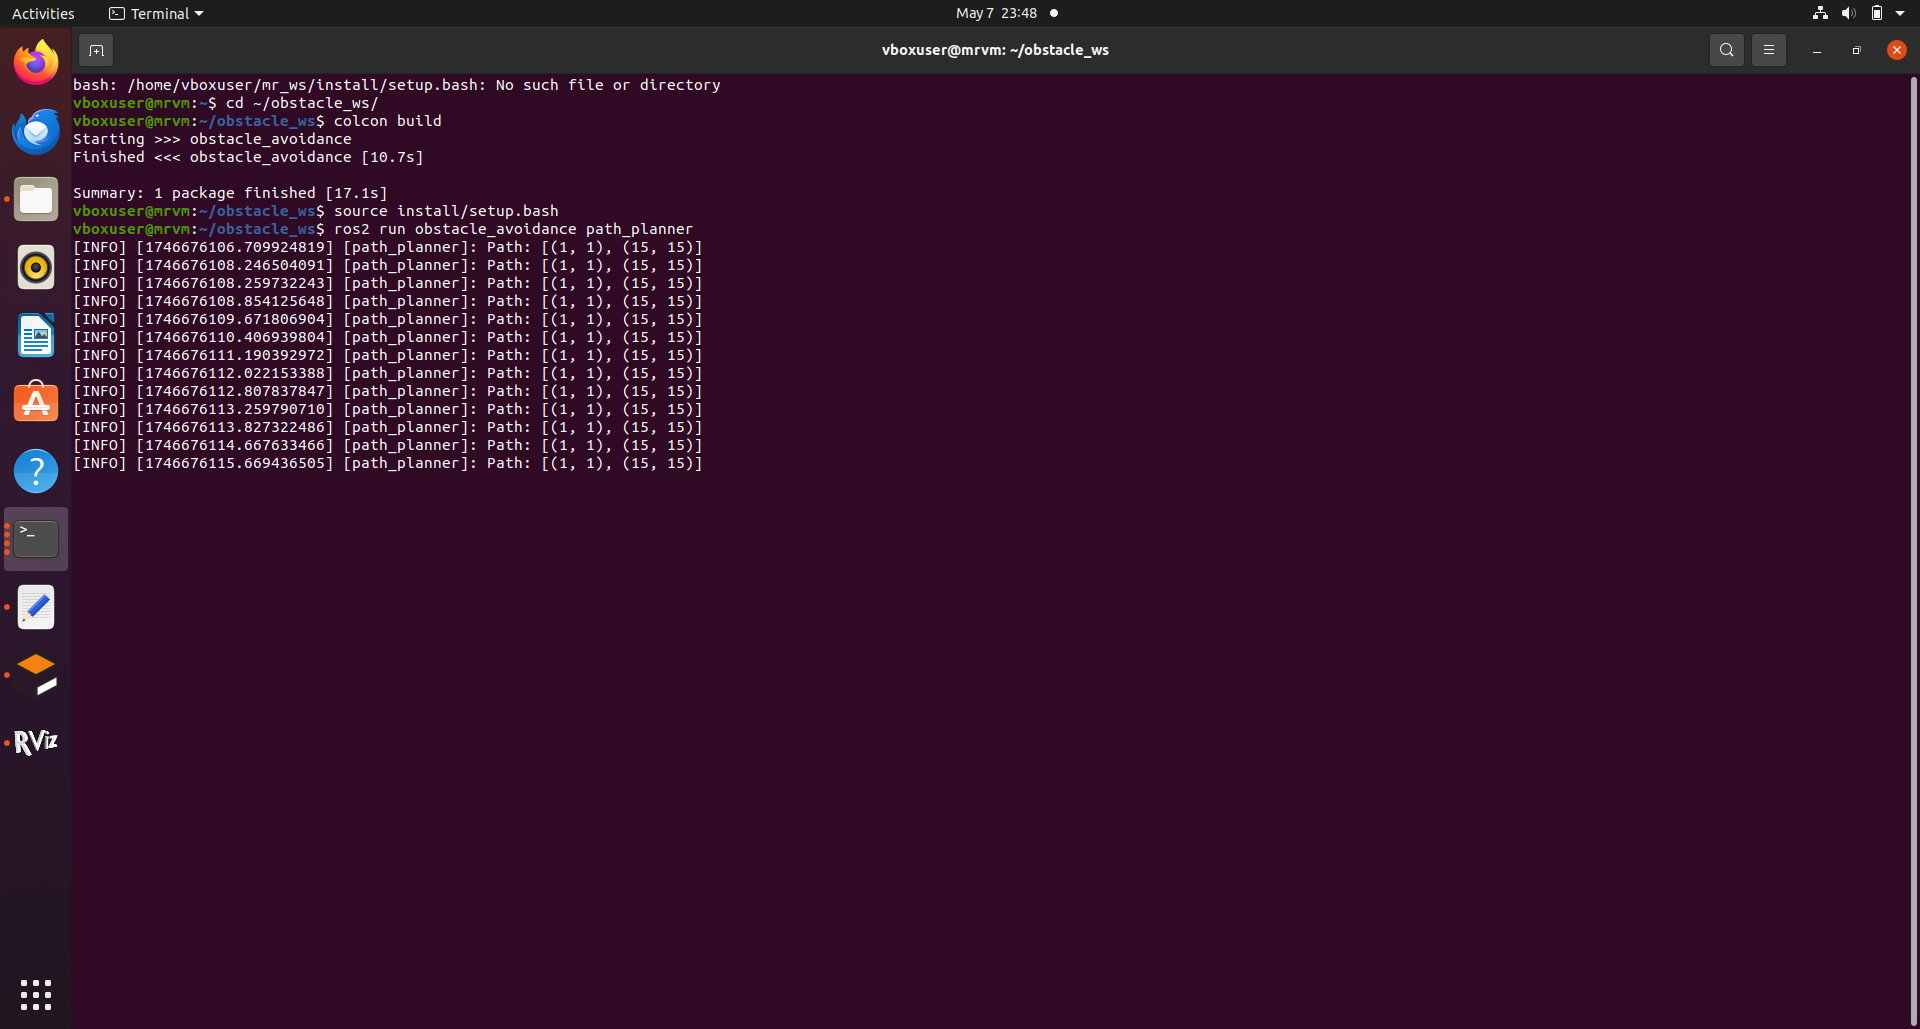 Activities
Terminal
May 7 23:48
vboxuser@mrvm: ~/obstacle_ws
bash: /home/vboxuser/mr_ws/install/setup.bash: No such file or directory
vboxuser@mrvm:~$ cd ~/obstacle_ws/
vboxuser@mrvm:~/obstacle_ws$ colcon build
Starting >>> obstacle_avoidance
Finished <<< obstacle_avoidance [10.7s]
Summary: 1 package finished [17.1s]
vboxuser@mrvm:~/obstacle_ws$ source install/setup.bash
vboxuser@mrvm:~/obstacle_ws$ ros2 run obstacle_avoidance path_planner
[INFO] [1746676106.709924819] [path_planner]: Path: [(1, 1), (15, 15)]
[INFO] [1746676108.246504091] [path_planner]: Path: [(1, 1), (15, 15)]
[INFO] [1746676108.259732243] [path_planner]: Path: [(1, 1), (15, 15)]
[INFO] [1746676108.854125648] [path_planner]: Path: [(1, 1), (15, 15)]
[INFO] [1746676109.671806904] [path_planner]: Path: [(1, 1), (15, 15)]
[INFO] [1746676110.406939804] [path_planner]: Path: [(1, 1), (15, 15)]
[INFO] [1746676111.190392972] [path_planner]: Path: [(1, 1), (15, 15)]
[INFO] [1746676112.022153388] [path_planner]: Path: [(1, 1), (15, 15)]
[INFO] [1746676112.807837847] [path_planner]: Path: [(1, 1), (15, 15)]
[INFO] [1746676113.259790710] [path_planner]: Path: [(1, 1), (15, 15)]
[INFO] [1746676113.827322486] [path_planner]: Path: [(1, 1), (15, 15)]
[INFO] [1746676114.667633466] [path_planner]: Path: [(1, 1), (15, 15)]
[INFO] [1746676115.669436505] [path_planner]: Path: [(1, 1), (15, 15)]
RViz